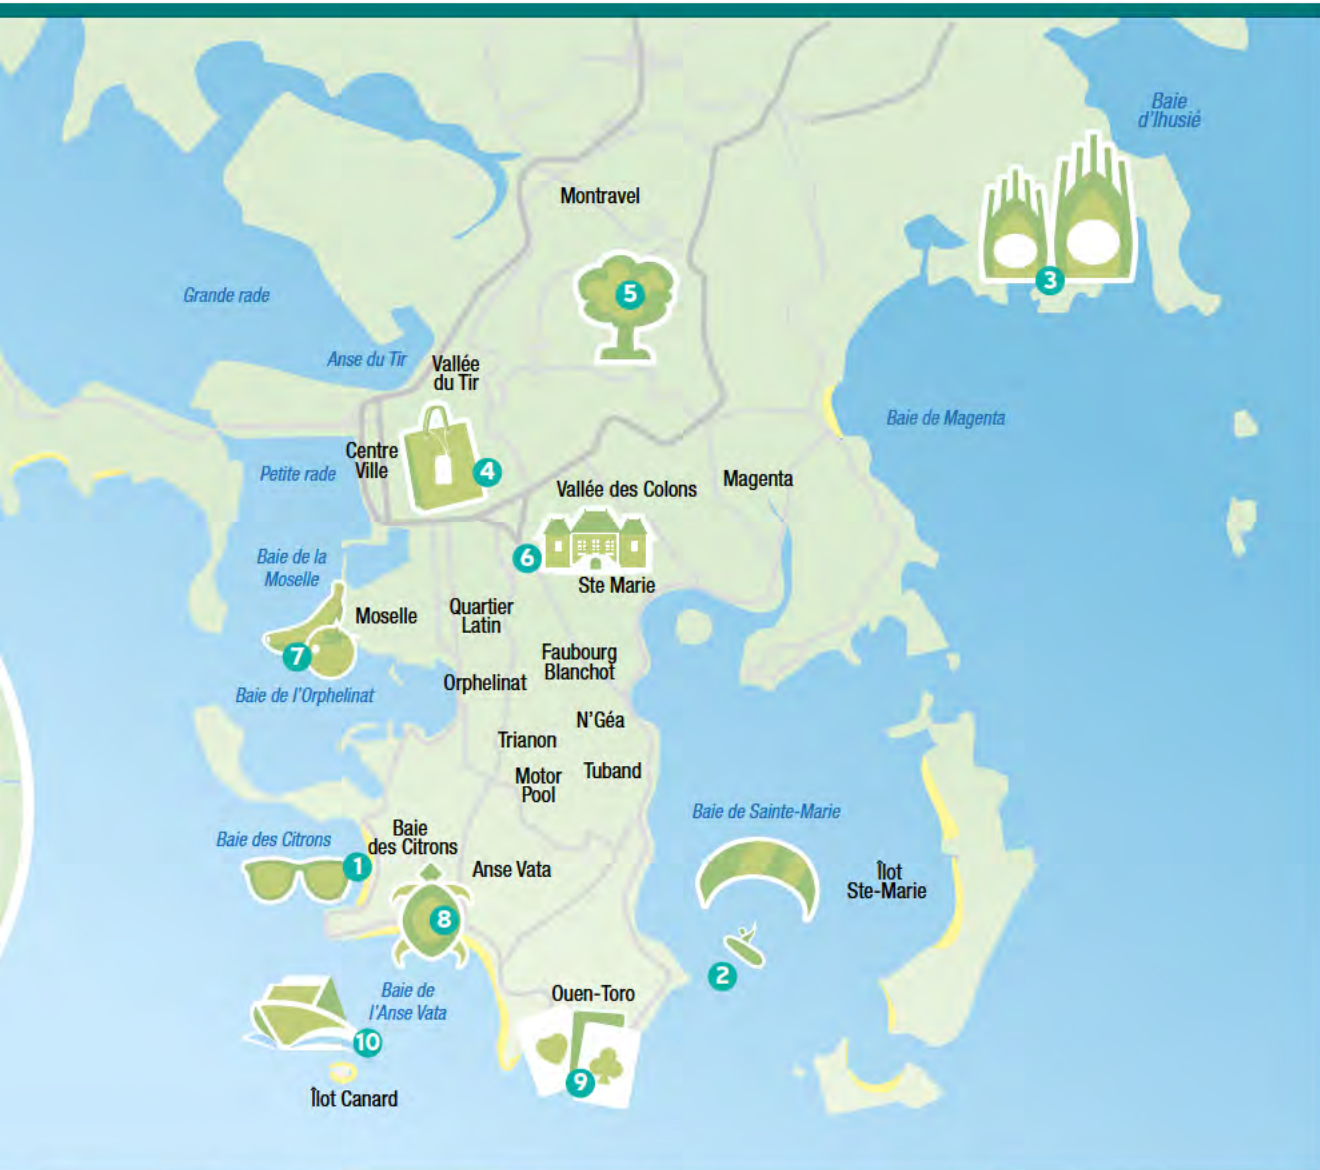 Baie
d'Ihusié
Montravel
3
5
Grande rade
Anse du Tir
Vallée
du Tir
Baie de Magenta
Centre
Ville
4
Petite rade
Magenta
Vallée des Colons
6
Baie de la
Moselle
Ste Marie
Moselle
Quartier
Latin
7
Faubourg
Blanchot
Orphelinat
Baie de l'Orphelinat
N'Géa
Trianon
Tuband
Motor
Pool
Baie de Sainte-Marie
Baie des Citrons
Baie
des Citrons
1
Anse Vata
Îlot
Ste-Marie
8
2
Baie de
l'Anse Vata
Ouen-Toro
10
9
Îlot Canard